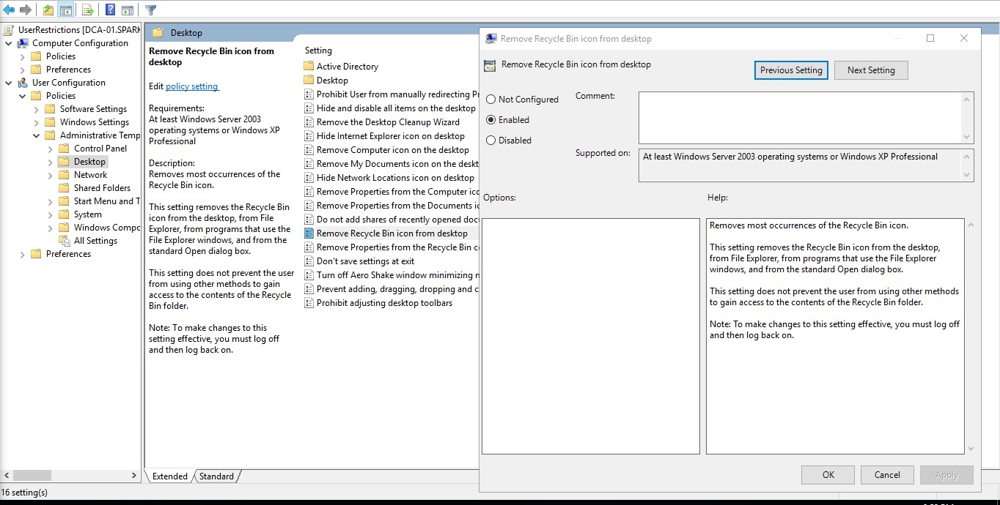 UserRestrictions [DCA-01.SPARK
Computer Configuration
Policies
Preferences
User Configuration
Policies
Software Settings
Windows Settings
Administrative Temp
Control Panel
Desktop
Network
Shared Folders
Start Menu and T
System
Windows Compo
All Settings
Preferences
Desktop
Remove Recycle Bin icon from
desktop
Edit policy setting
Requirements:
At least Windows Server 2003
operating systems or Windows XP
Professional
Description:
Removes most occurrences of the
Recycle Bin icon.
This setting removes the Recycle Bin
icon from the desktop, from File
Explorer, from programs that use the
File Explorer windows, and from the
standard Open dialog box.
This setting does not prevent the user
from using other methods to gain
access to the contents of the Recycle
Bin folder.
Note: To make changes to this
setting effective, you must log off
and then log back on.
Setting
Active Directory
Desktop
Prohibit User from manually redirecting Pr
Hide and disable all items on the desktop
Remove the Desktop Cleanup Wizard
Hide Internet Explorer icon on desktop
Remove Computer icon on the desktop
Remove My Documents icon on the deskt
Hide Network Locations icon on desktop
Remove Properties from the Computer ico
Remove Properties from the Documents ic
Do not add shares of recently opened docu
Remove Recycle Bin icon from desktop
Remove Properties from the Recycle Bin c
Don't save settings at exit
Turn off Aero Shake window minimizing m
Prevent adding, dragging, dropping and c
Prohibit adjusting desktop toolbars
Extended
Standard
16 setting(s)
Remove Recycle Bin icon from desktop
Remove Recycle Bin icon from desktop
Previous Setting
Next Setting
Not Configured
Enabled
Disabled
Comment:
Supported on:
At least Windows Server 2003 operating systems or Windows XP Professional
Options:
Help:
Removes most occurrences of the Recycle Bin icon.
This setting removes the Recycle Bin icon from the desktop,
from File Explorer, from programs that use the File Explorer
windows, and from the standard Open dialog box.
This setting does not prevent the user from using other methods
to gain access to the contents of the Recycle Bin folder.
Note: To make changes to this setting effective, you must log off
and then log back on.
OK
Cancel
Apply